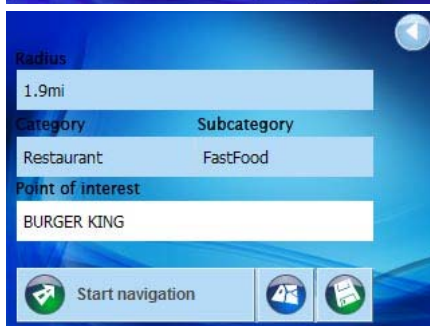 Radius
1.9mi
Category Subcategory
Restaurant FastFood
Point of interest
BURGER KING
Start navigation